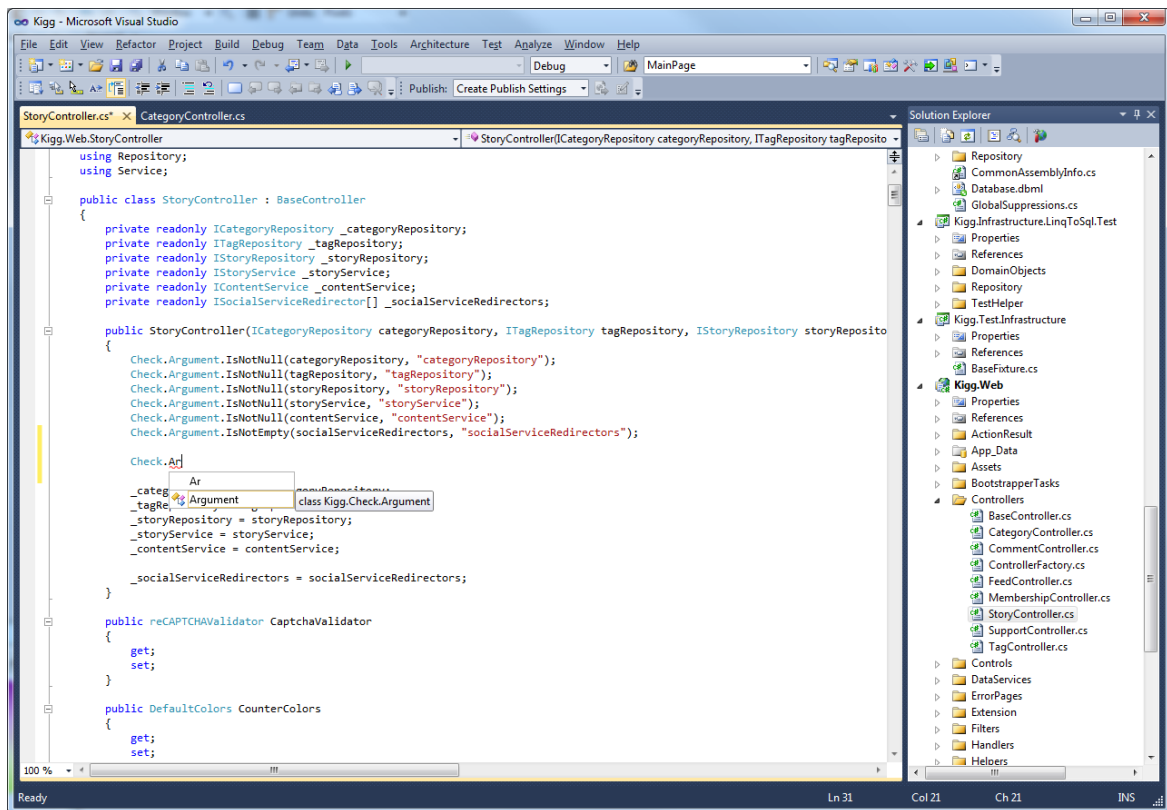 Kigg - Microsoft Visual Studio
File Edit View Refactor Project Build Debug Team Data Tools Architecture Test Analyze Window Help
Debug MainPage
Publish: Create Publish Settings
StoryController.cs* CategoryController.cs
Kigg.Web.StoryController StoryController(ICategoryRepository categoryRepository, ITagRepository tagReposito
using Repository;
using Service;
public class StoryController : BaseController
{
private readonly ICategoryRepository _categoryRepository;
private readonly ITagRepository _tagRepository;
private readonly IStoryRepository _storyRepository;
private readonly IStoryService _storyService;
private readonly IContentService _contentService;
private readonly ISocialServiceRedirector[] _socialServiceRedirectors;
public StoryController(ICategoryRepository categoryRepository, ITagRepository tagRepository, IStoryRepository storyReposito
{
Check.Argument.IsNotNull(categoryRepository, "categoryRepository");
Check.Argument.IsNotNull(tagRepository, "tagRepository");
Check.Argument.IsNotNull(storyRepository, "storyRepository");
Check.Argument.IsNotNull(storyService, "storyService");
Check.Argument.IsNotNull(contentService, "contentService");
Check.Argument.IsNotEmpty(socialServiceRedirectors, "socialServiceRedirectors");
Check.Ar
Ar
Argument
class Kigg.Check.Argument
_categ
_tagRe
_storyRepository = storyRepository;
_storyService = storyService;
_contentService = contentService;
_socialServiceRedirectors = socialServiceRedirectors;
}
public reCAPTCHAValidator CaptchaValidator
{
get;
set;
}
public DefaultColors CounterColors
{
get;
set;
100 %
Solution Explorer
Repository
CommonAssemblyInfo.cs
Database.dbml
GlobalSuppressions.cs
Kigg.Infrastructure.LinqToSql.Test
Properties
References
DomainObjects
Repository
TestHelper
Kigg.Test.Infrastructure
Properties
References
BaseFixture.cs
Kigg.Web
Properties
References
ActionResult
App_Data
Assets
BootstrapperTasks
Controllers
BaseController.cs
CategoryController.cs
CommentController.cs
ControllerFactory.cs
FeedController.cs
MembershipController.cs
StoryController.cs
SupportController.cs
TagController.cs
Controls
DataServices
ErrorPages
Extension
Filters
Handlers
Helpers
Ready Ln 31 Col 21 Ch 21 INS